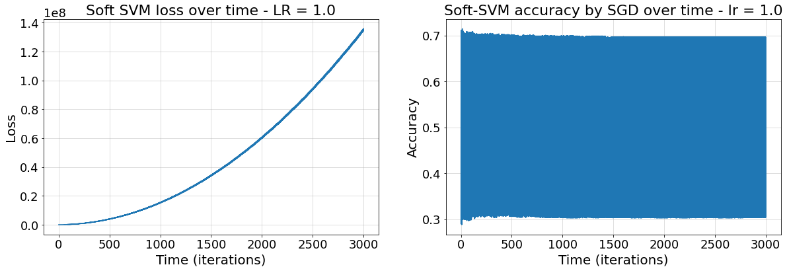 Soft SVM loss over time - LR = 1.0
1e8
1.4
1.2
1.0
0.8
0.6
0.4
0.2
0.0
Loss
0 500 1000 1500 2000 2500 3000
Time (iterations)
Soft-SVM accuracy by SGD over time - lr = 1.0
0.7
0.6
0.5
0.4
0.3
Accuracy
0 500 1000 1500 2000 2500 3000
Time (iterations)